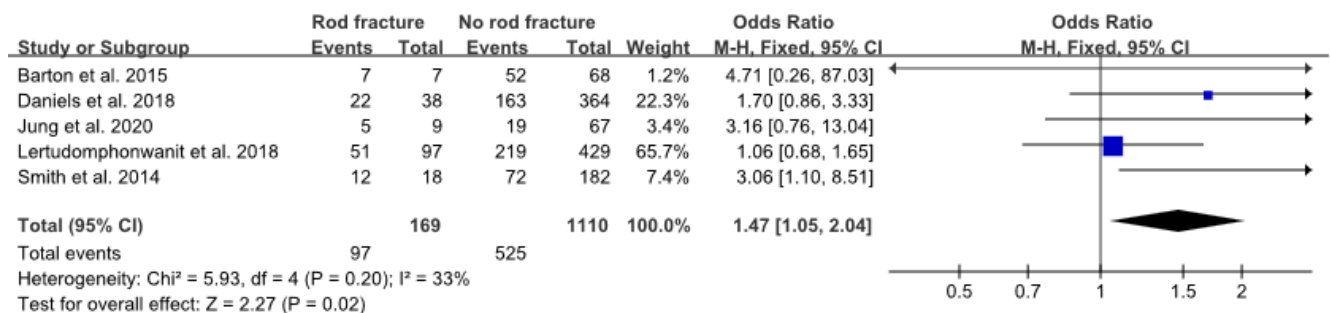 Rod fracture No rod fracture Odds Ratio Odds Ratio
Study or Subgroup Events Total Events Total Weight M-H, Fixed, 95% CI M-H, Fixed, 95% CI
Barton et al. 2015 7 7 52 68 1.2% 4.71 [0.26, 87.03]
Daniels et al. 2018 22 38 163 364 22.3% 1.70 [0.86, 3.33]
Jung et al. 2020 5 9 19 67 3.4% 3.16 [0.76, 13.04]
Lertudomphonwanit et al. 2018 51 97 219 429 65.7% 1.06 [0.68, 1.65]
Smith et al. 2014 12 18 72 182 7.4% 3.06 [1.10, 8.51]
Total (95% CI) 169 1110 100.0% 1.47 [1.05, 2.04]
Total events 97 525
Heterogeneity: Chi² = 5.93, df = 4 (P = 0.20); I² = 33%
Test for overall effect: Z = 2.27 (P = 0.02)
0.5 0.7 1 1.5 2